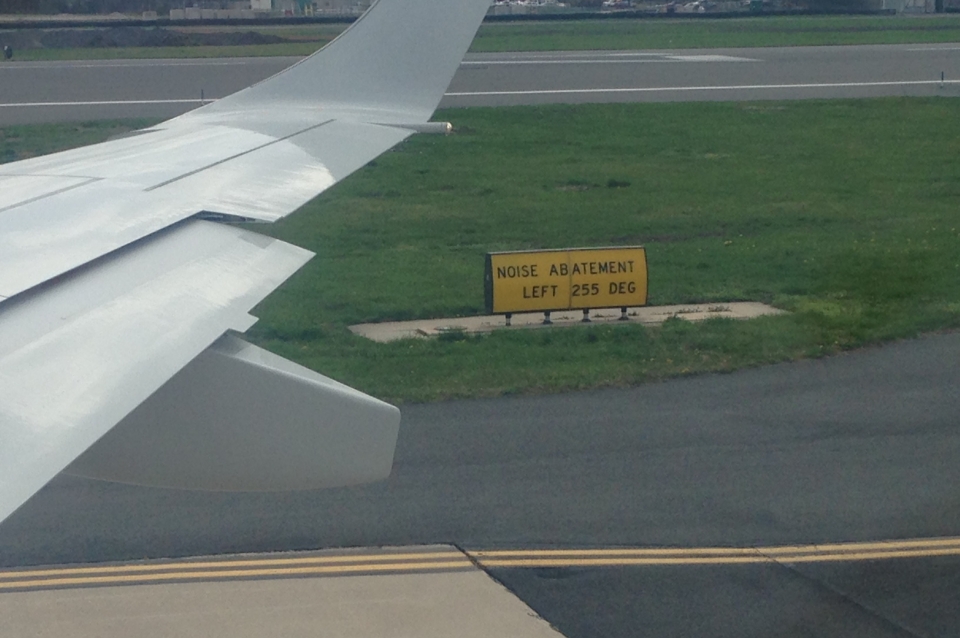 NOISE ABATEMENT
LEFT 255 DEG